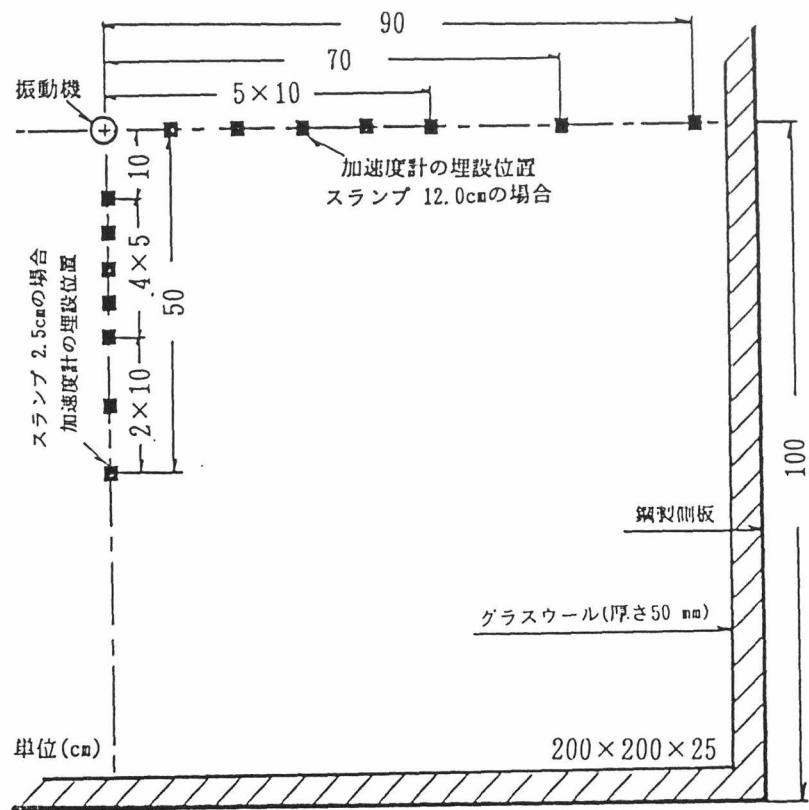 90
70
5×10
振動機
加速度計の埋設位置
スランプ 12.0cmの場合
10
4×5
50
2×10
スランプ 2.5cmの場合
加速度計の埋設位置
100
鋼製側板
グラスウール(厚さ50 mm)
単位(cm)
200×200×25